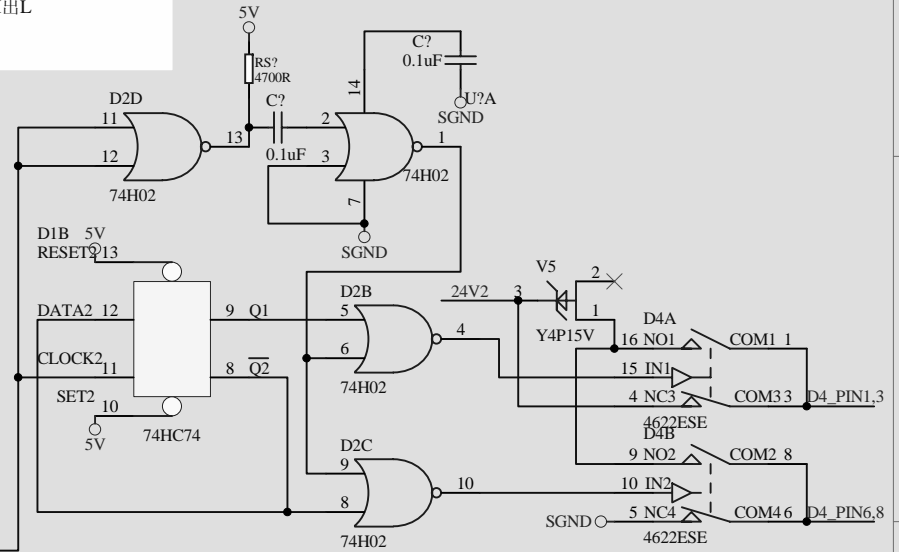 出L
5V
RS?
4700R
C?
0.1uF
14
U?A
SGND
D2D
11
12
13
74H02
C?
0.1uF
2
3
1
74H02
7
SGND
D1B
5V
RESET2
13
DATA2
12
9
Q1
CLOCK2
11
8
Q2
SET2
10
5V
74HC74
D2B
5
6
4
74H02
D2C
9
8
10
74H02
24V2
3
V5
2
1
Y4P15V
D4A
16 NO1
COM1 1
15 IN1
4 NC3
COM3 3
D4_PIN1,3
4622ESE
D4B
9 NO2
COM2 8
10 IN2
SGND
5 NC4
COM4 6
D4_PIN6,8
4622ESE